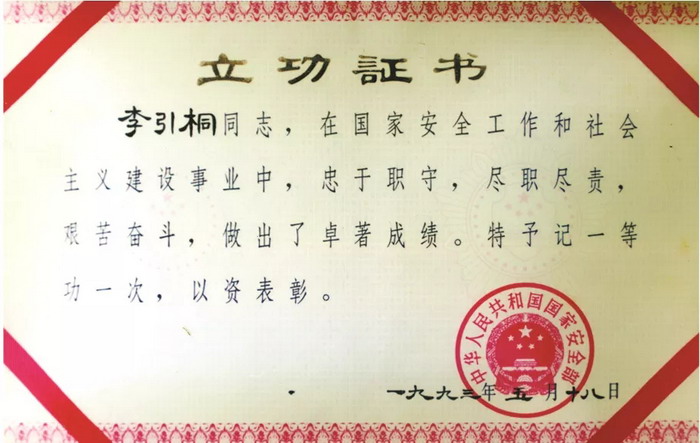 立功证书
李引桐同志，在国家安全工作和社会
主义建设事业中，忠于职守，尽职尽责，
艰苦奋斗，做出了卓著成绩。特予记一等
功一次，以资表彰。
中华人民共和国国家安全部
一九九三年五月十八日